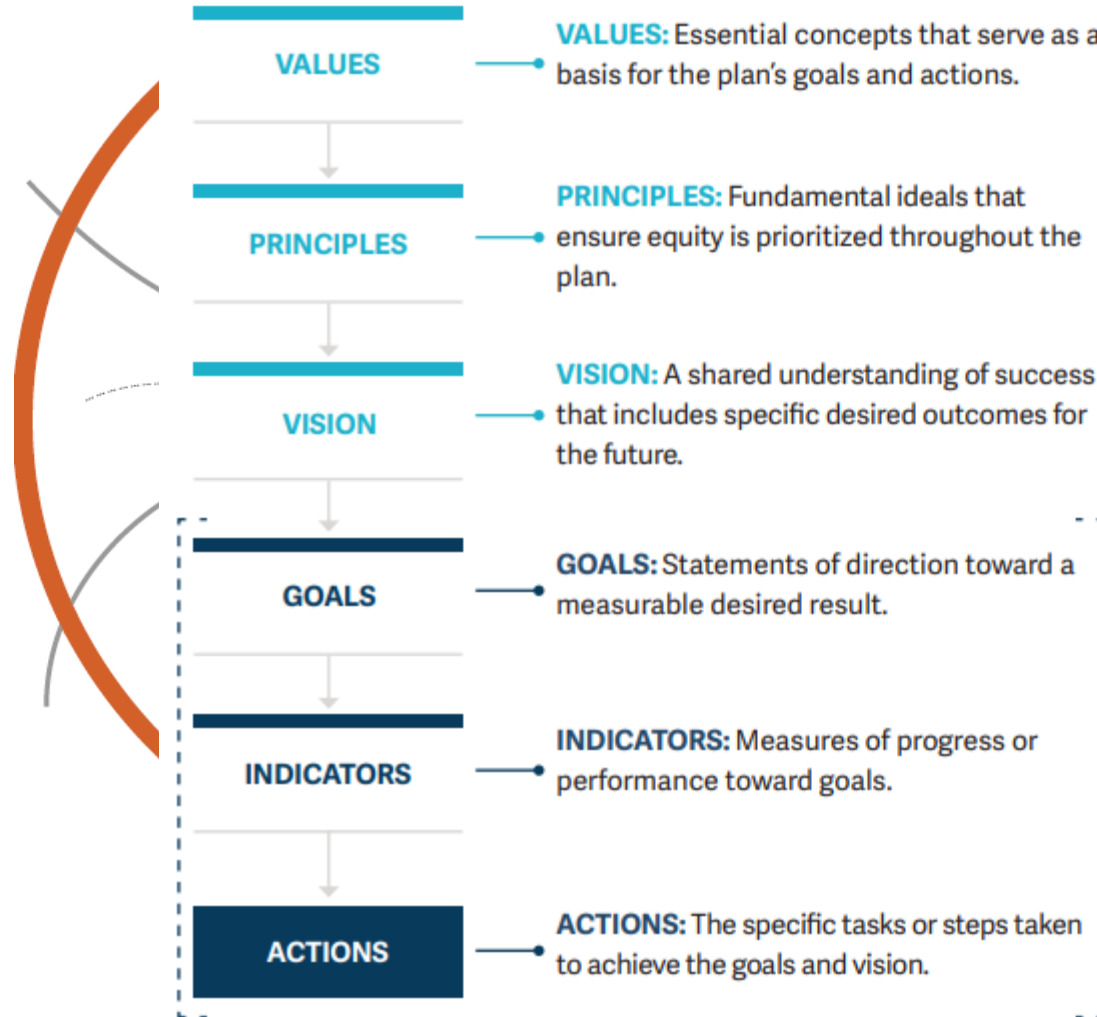 VALUES
VALUES: Essential concepts that serve as a
basis for the plan's goals and actions.
PRINCIPLES
PRINCIPLES: Fundamental ideals that
ensure equity is prioritized throughout the
plan.
VISION
VISION: A shared understanding of success
that includes specific desired outcomes for
the future.
GOALS
GOALS: Statements of direction toward a
measurable desired result.
INDICATORS
INDICATORS: Measures of progress or
performance toward goals.
ACTIONS
ACTIONS: The specific tasks or steps taken
to achieve the goals and vision.